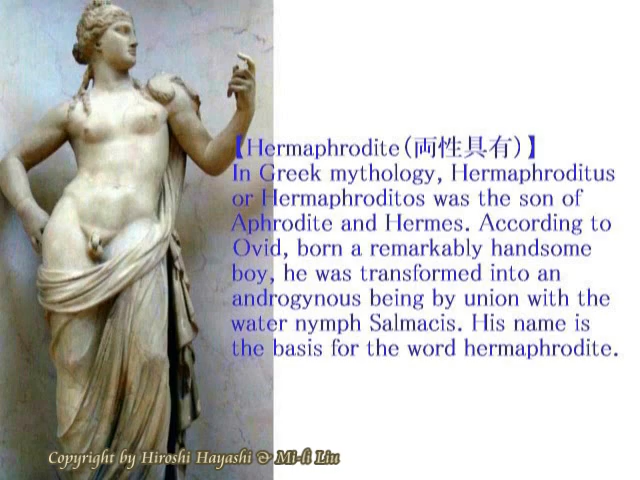 【Hermaphrodite(両性具有)】
In Greek mythology, Hermaphroditus
or Hermaphroditos was the son of
Aphrodite and Hermes. According to
Ovid, born a remarkably handsome
boy, he was transformed into an
androgynous being by union with the
water nymph Salmacis. His name is
the basis for the word hermaphrodite.
Copyright by Hiroshi Hayashi & Mi-li Liu